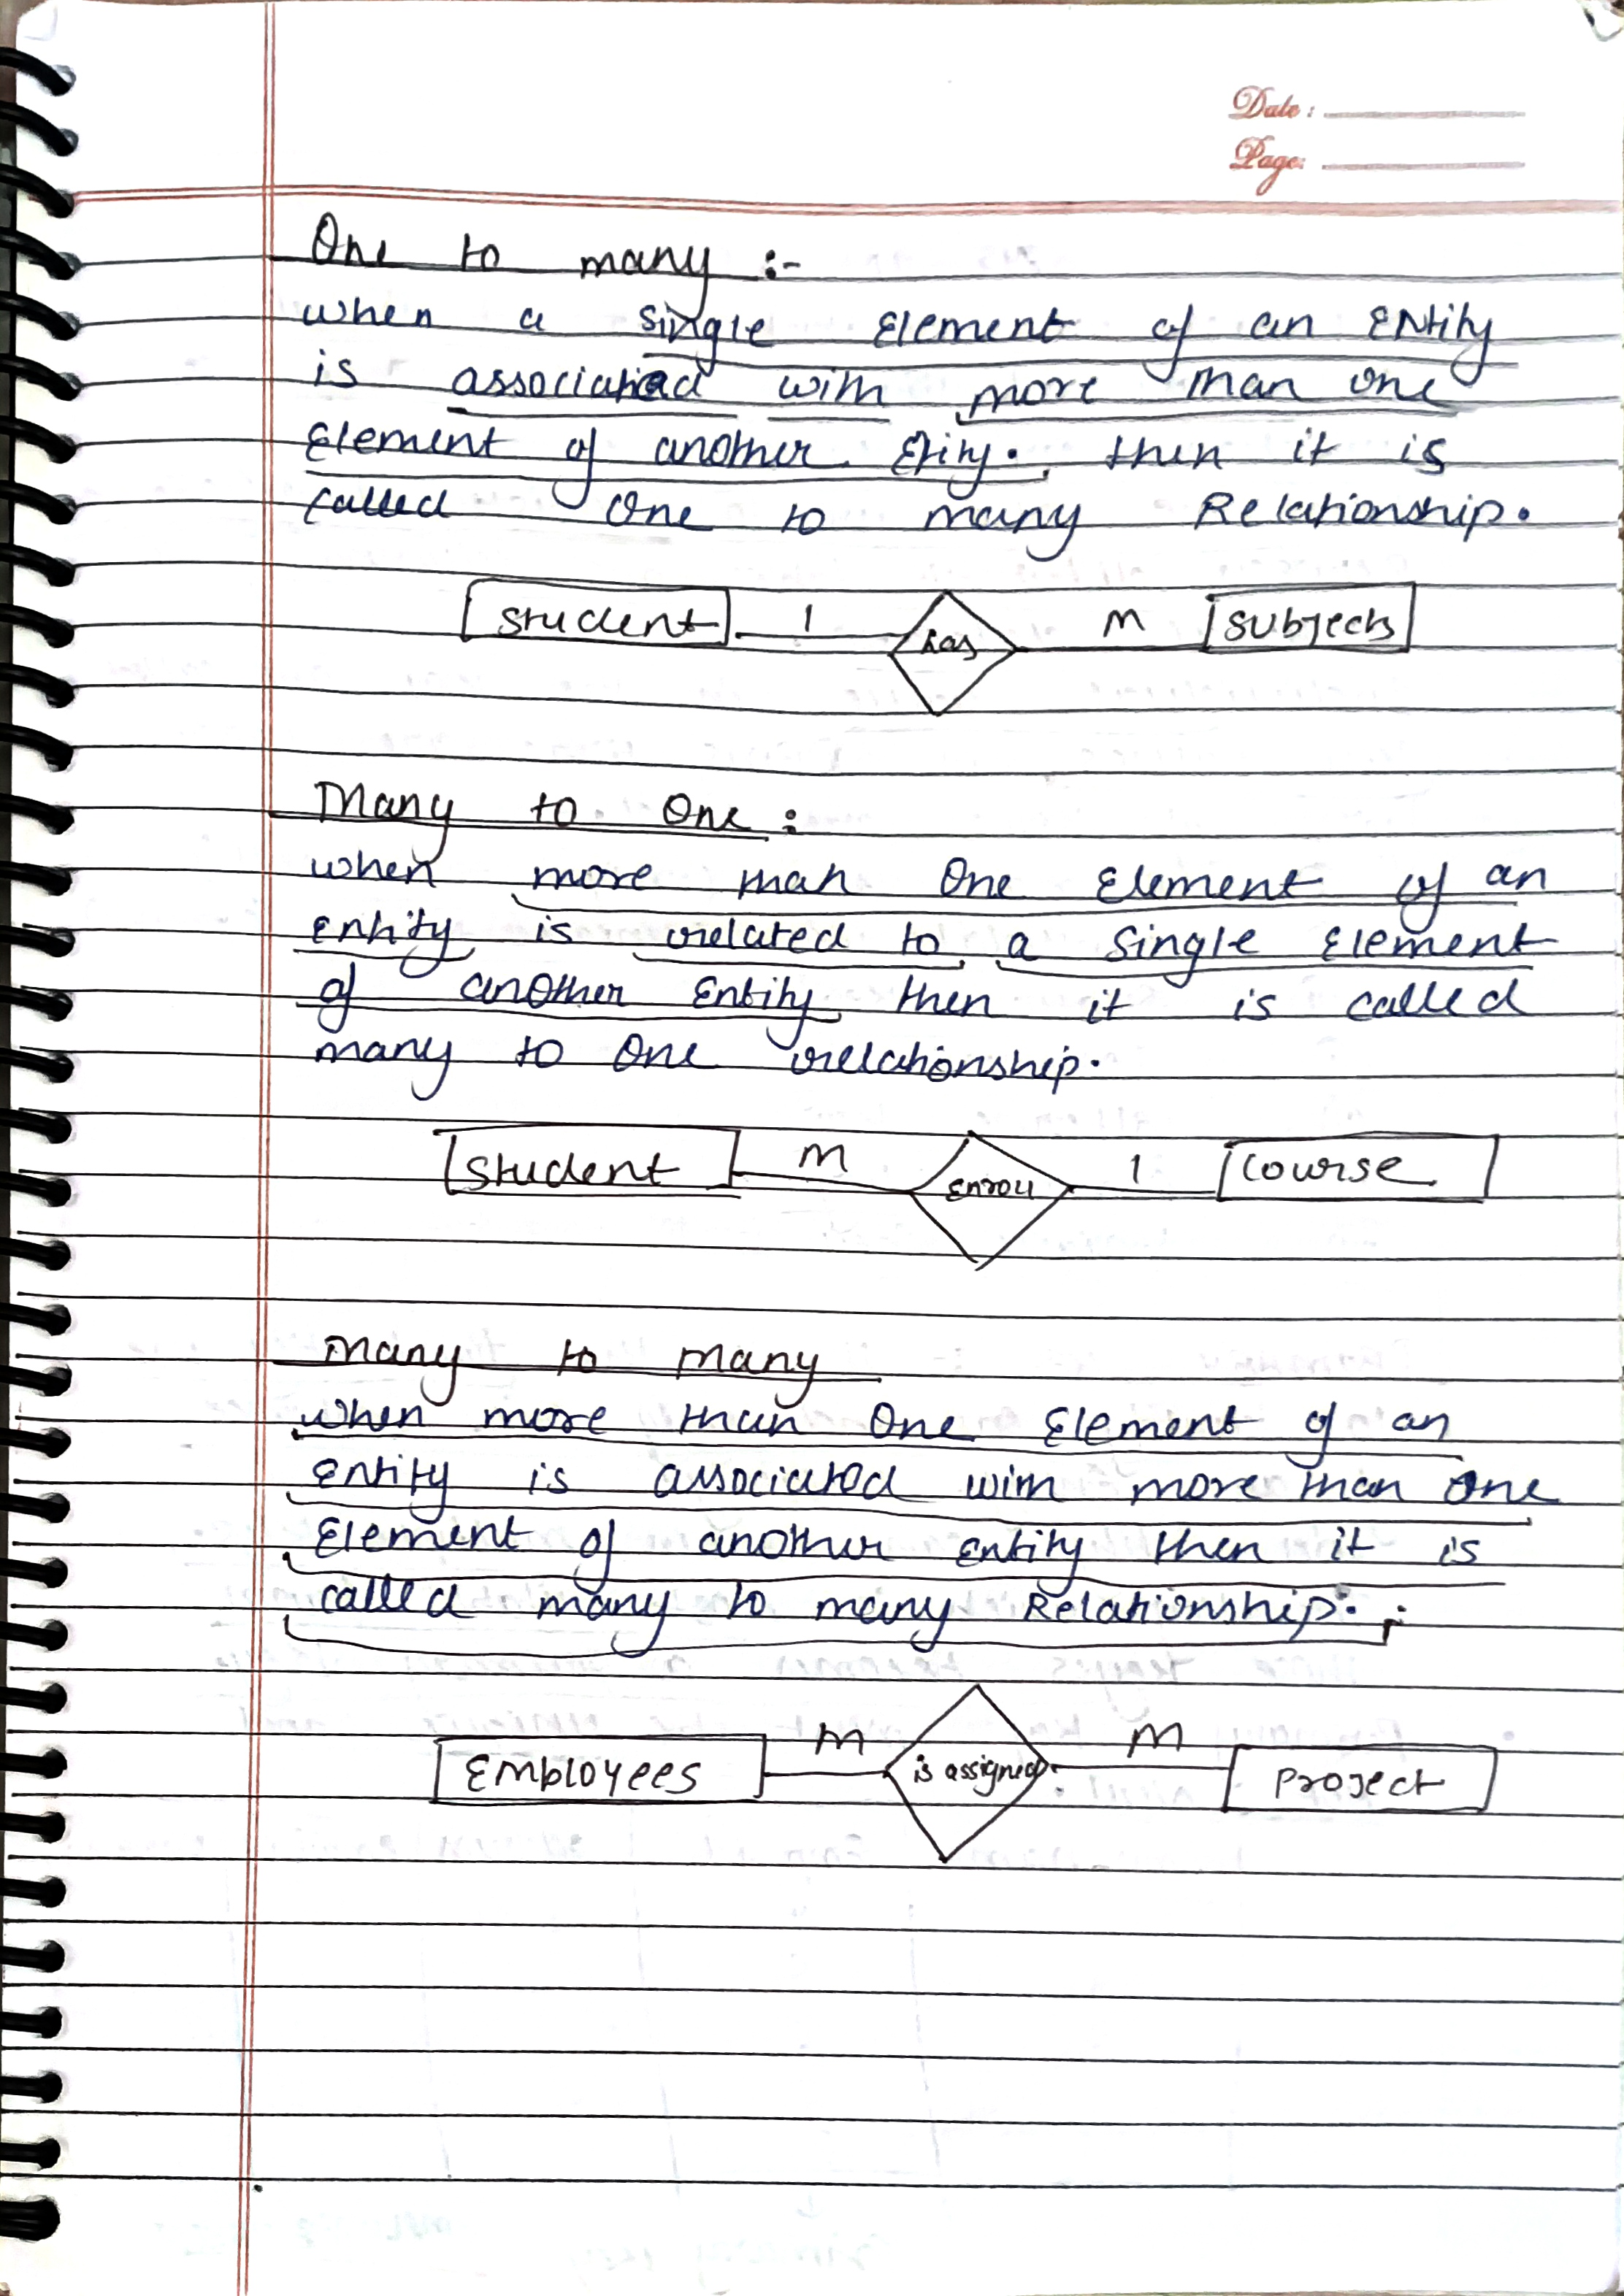 Date :
Page:
One to many :-
when a single Element of an ENtity
is associated with more than one
Element of another Etity. then it is
called One to many Relationship.
Student 1 has M Subjects
Many to One :
when more than One Element of an
Entity is related to a Single Element
of another Entity then it is called
many to One relationship.
Student M Enroll 1 Course
Many to many
when more than One Element of an
Entity is associated with more than One
Element of another Entity then it is
called many to many Relationship.
Employees M is assigned M Project